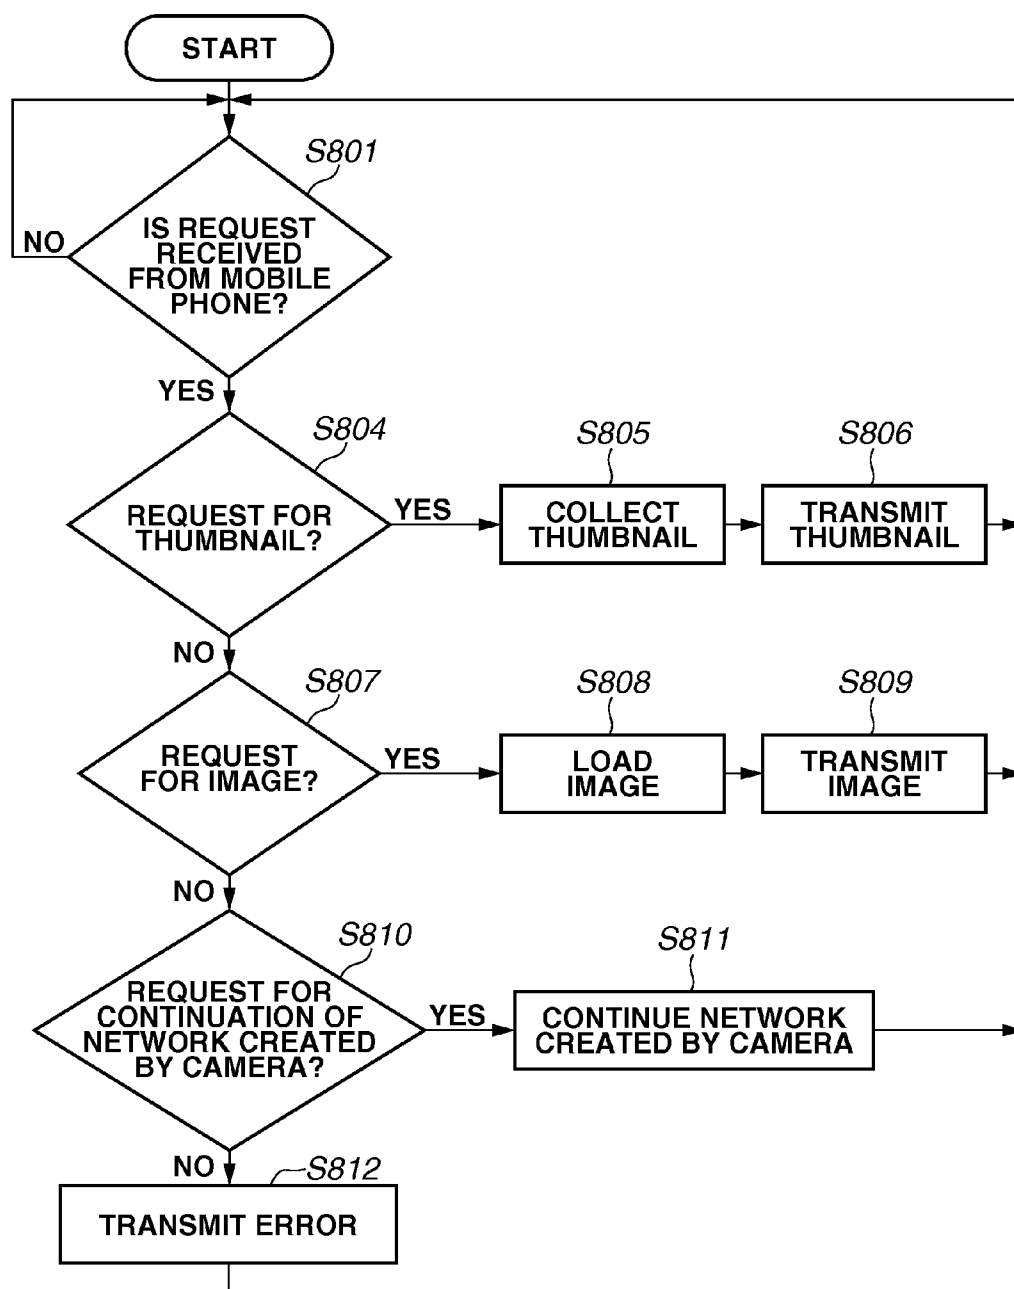 START
S801
IS REQUEST
RECEIVED
FROM MOBILE
PHONE?
NO
YES
S804
REQUEST FOR
THUMBNAIL?
YES
S805
COLLECT
THUMBNAIL
S806
TRANSMIT
THUMBNAIL
NO
S807
REQUEST
FOR IMAGE?
YES
S808
LOAD
IMAGE
S809
TRANSMIT
IMAGE
NO
S810
REQUEST FOR
CONTINUATION OF
NETWORK CREATED
BY CAMERA?
YES
S811
CONTINUE NETWORK
CREATED BY CAMERA
NO
S812
TRANSMIT ERROR